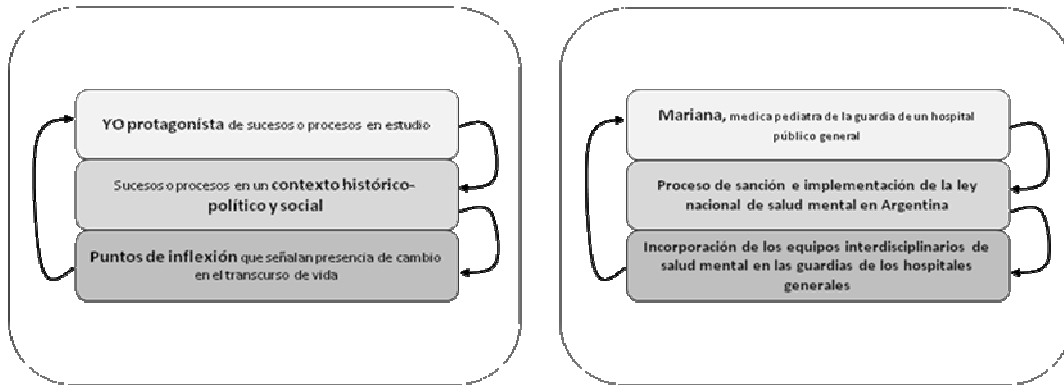 YO protagonista de sucesos o procesos en estudio
Sucesos o procesos en un contexto histórico-
político y social
Puntos de inflexión que señalan presencia de cambio
en el transcurso de vida
Mariana, medica pediatra de la guardia de un hospital
público general
Proceso de sanción e implementación de la ley
nacional de salud mental en Argentina
Incorporación de los equipos interdisciplinarios de
salud mental en las guardias de los hospitales
generales